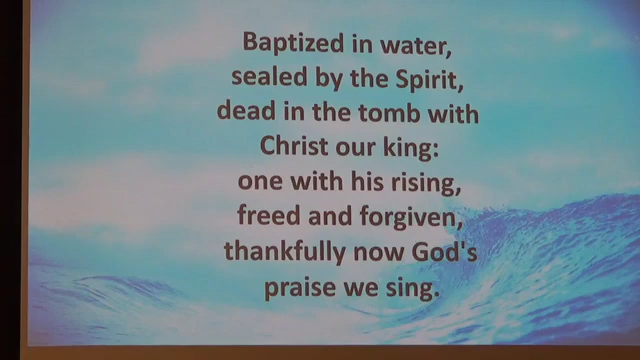 Baptized in water,
sealed by the Spirit,
dead in the tomb with
Christ our king:
one with his rising,
freed and forgiven,
thankfully now God's
praise we sing.